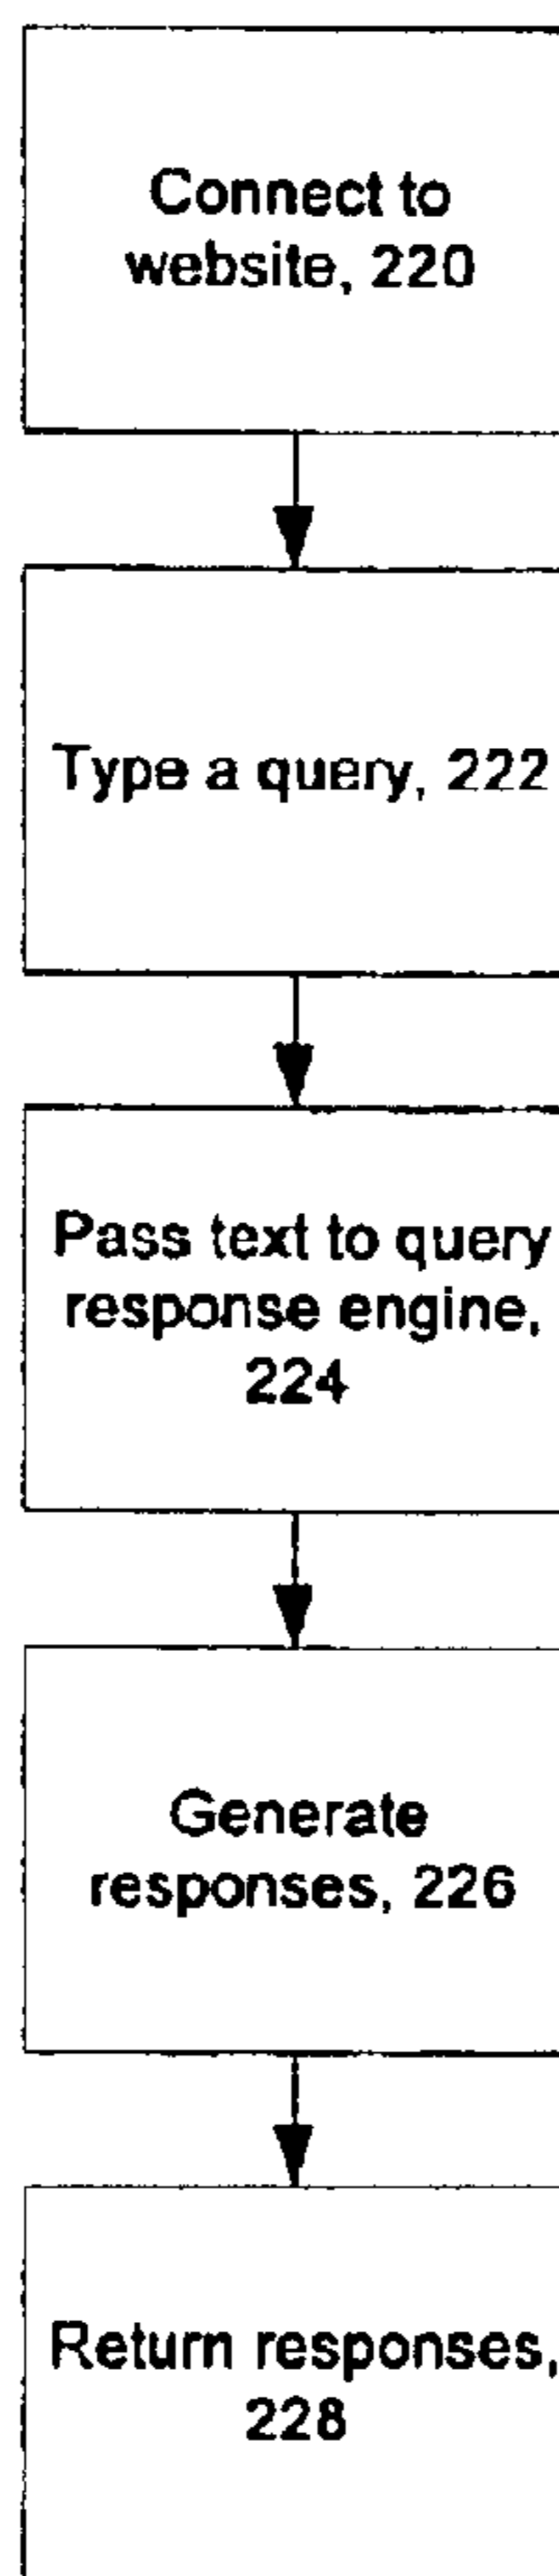 Connect to
website, 220
Type a query, 222
Pass text to query
response engine,
224
Generate
responses, 226
Return responses,
228